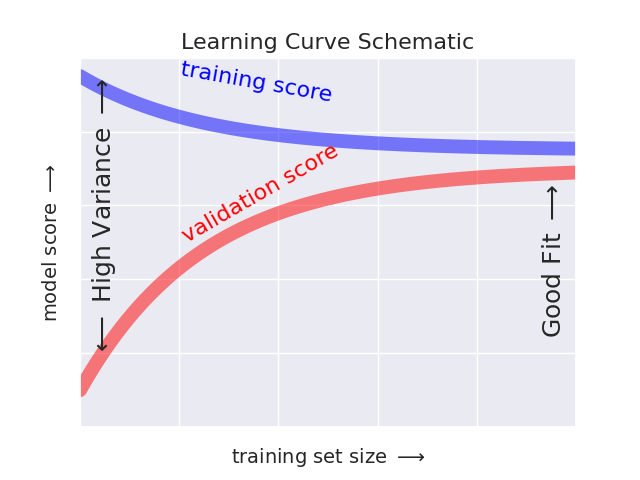 Learning Curve Schematic
training score
validation score
← High Variance →
Good Fit →
model score →
training set size →